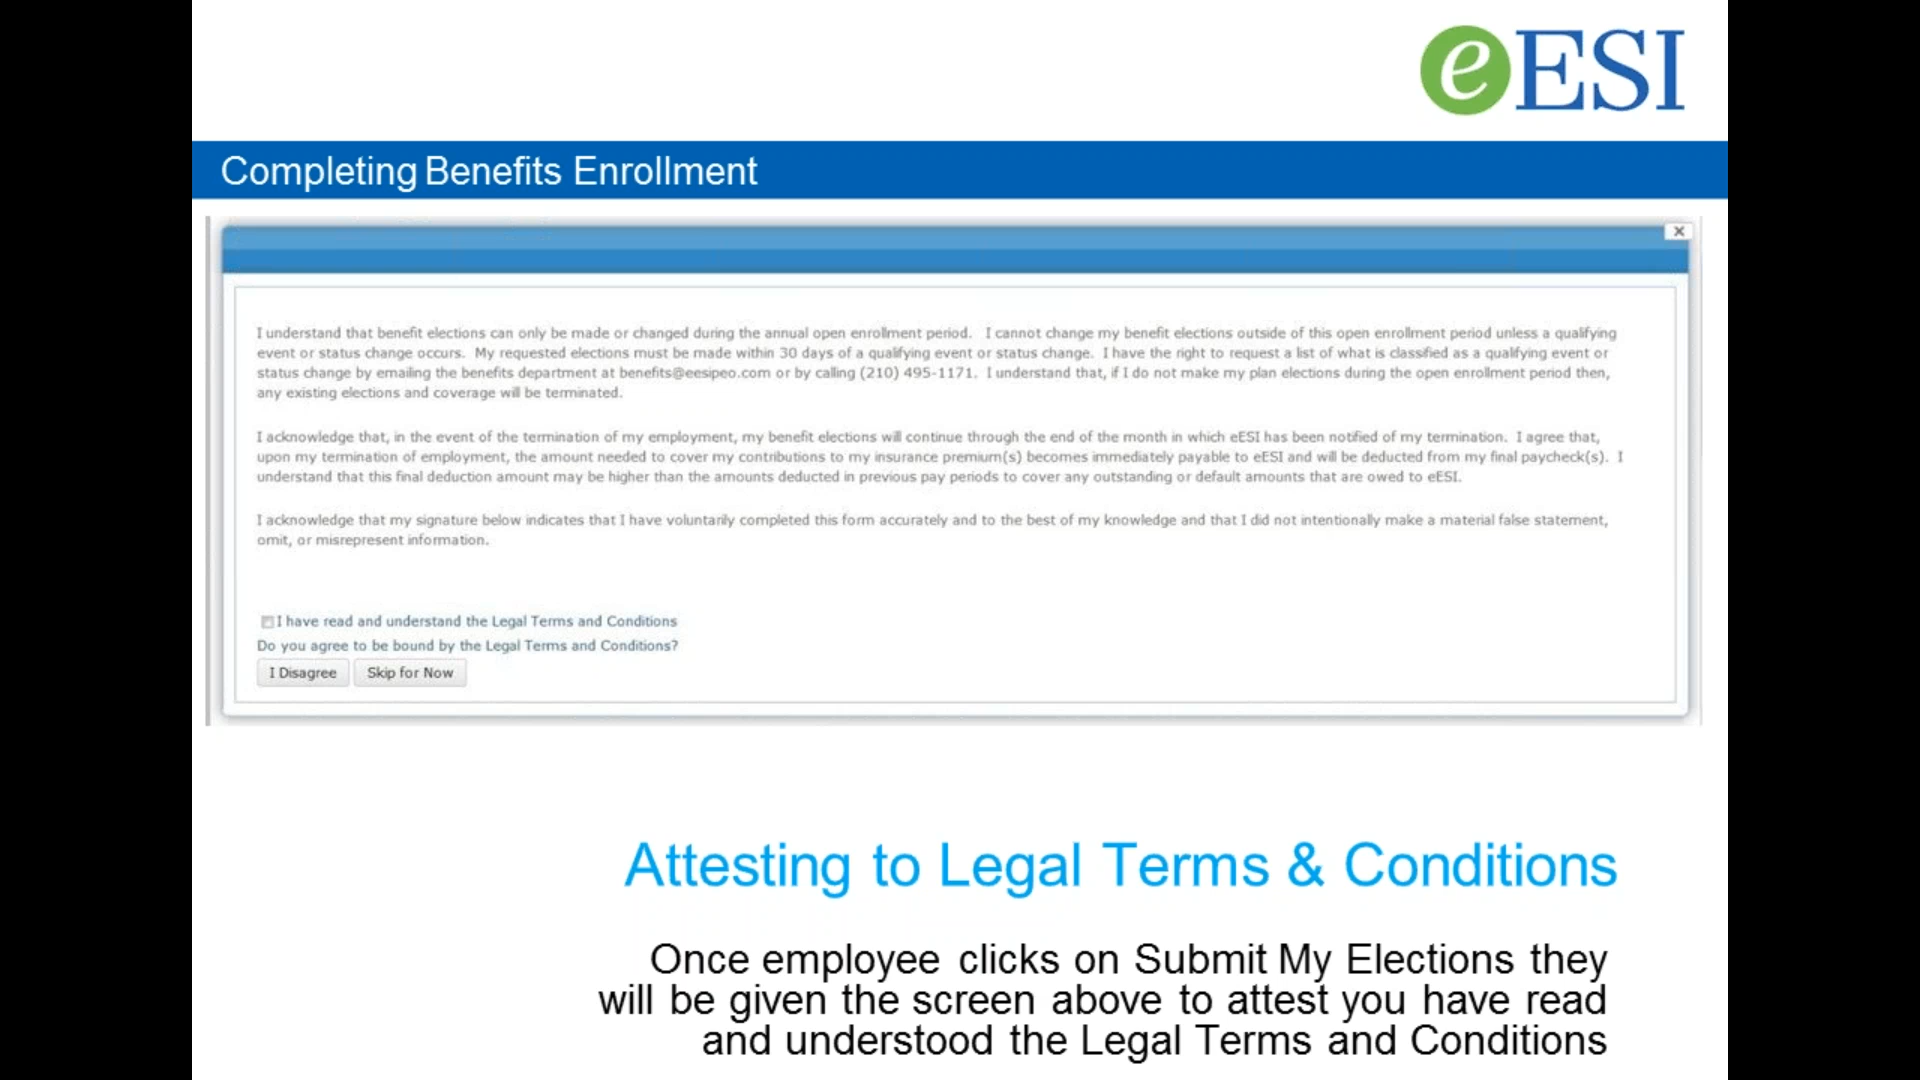 eESI
Completing Benefits Enrollment
x
I understand that benefit elections can only be made or changed during the annual open enrollment period. I cannot change my benefit elections outside of this open enrollment period unless a qualifying
event or status change occurs. My requested elections must be made within 30 days of a qualifying event or status change. I have the right to request a list of what is classified as a qualifying event or
status change by emailing the benefits department at benefits@eesipeo.com or by calling (210) 495-1171. I understand that, if I do not make my plan elections during the open enrollment period then,
any existing elections and coverage will be terminated.
I acknowledge that, in the event of the termination of my employment, my benefit elections will continue through the end of the month in which eESI has been notified of my termination. I agree that,
upon my termination of employment, the amount needed to cover my contributions to my insurance premium(s) becomes immediately payable to eESI and will be deducted from my final paycheck(s). I
understand that this final deduction amount may be higher than the amounts deducted in previous pay periods to cover any outstanding or default amounts that are owed to eESI.
I acknowledge that my signature below indicates that I have voluntarily completed this form accurately and to the best of my knowledge and that I did not intentionally make a material false statement,
omit, or misrepresent information.
I have read and understand the Legal Terms and Conditions
Do you agree to be bound by the Legal Terms and Conditions?
I Disagree Skip for Now
Attesting to Legal Terms & Conditions
Once employee clicks on Submit My Elections they
will be given the screen above to attest you have read
and understood the Legal Terms and Conditions